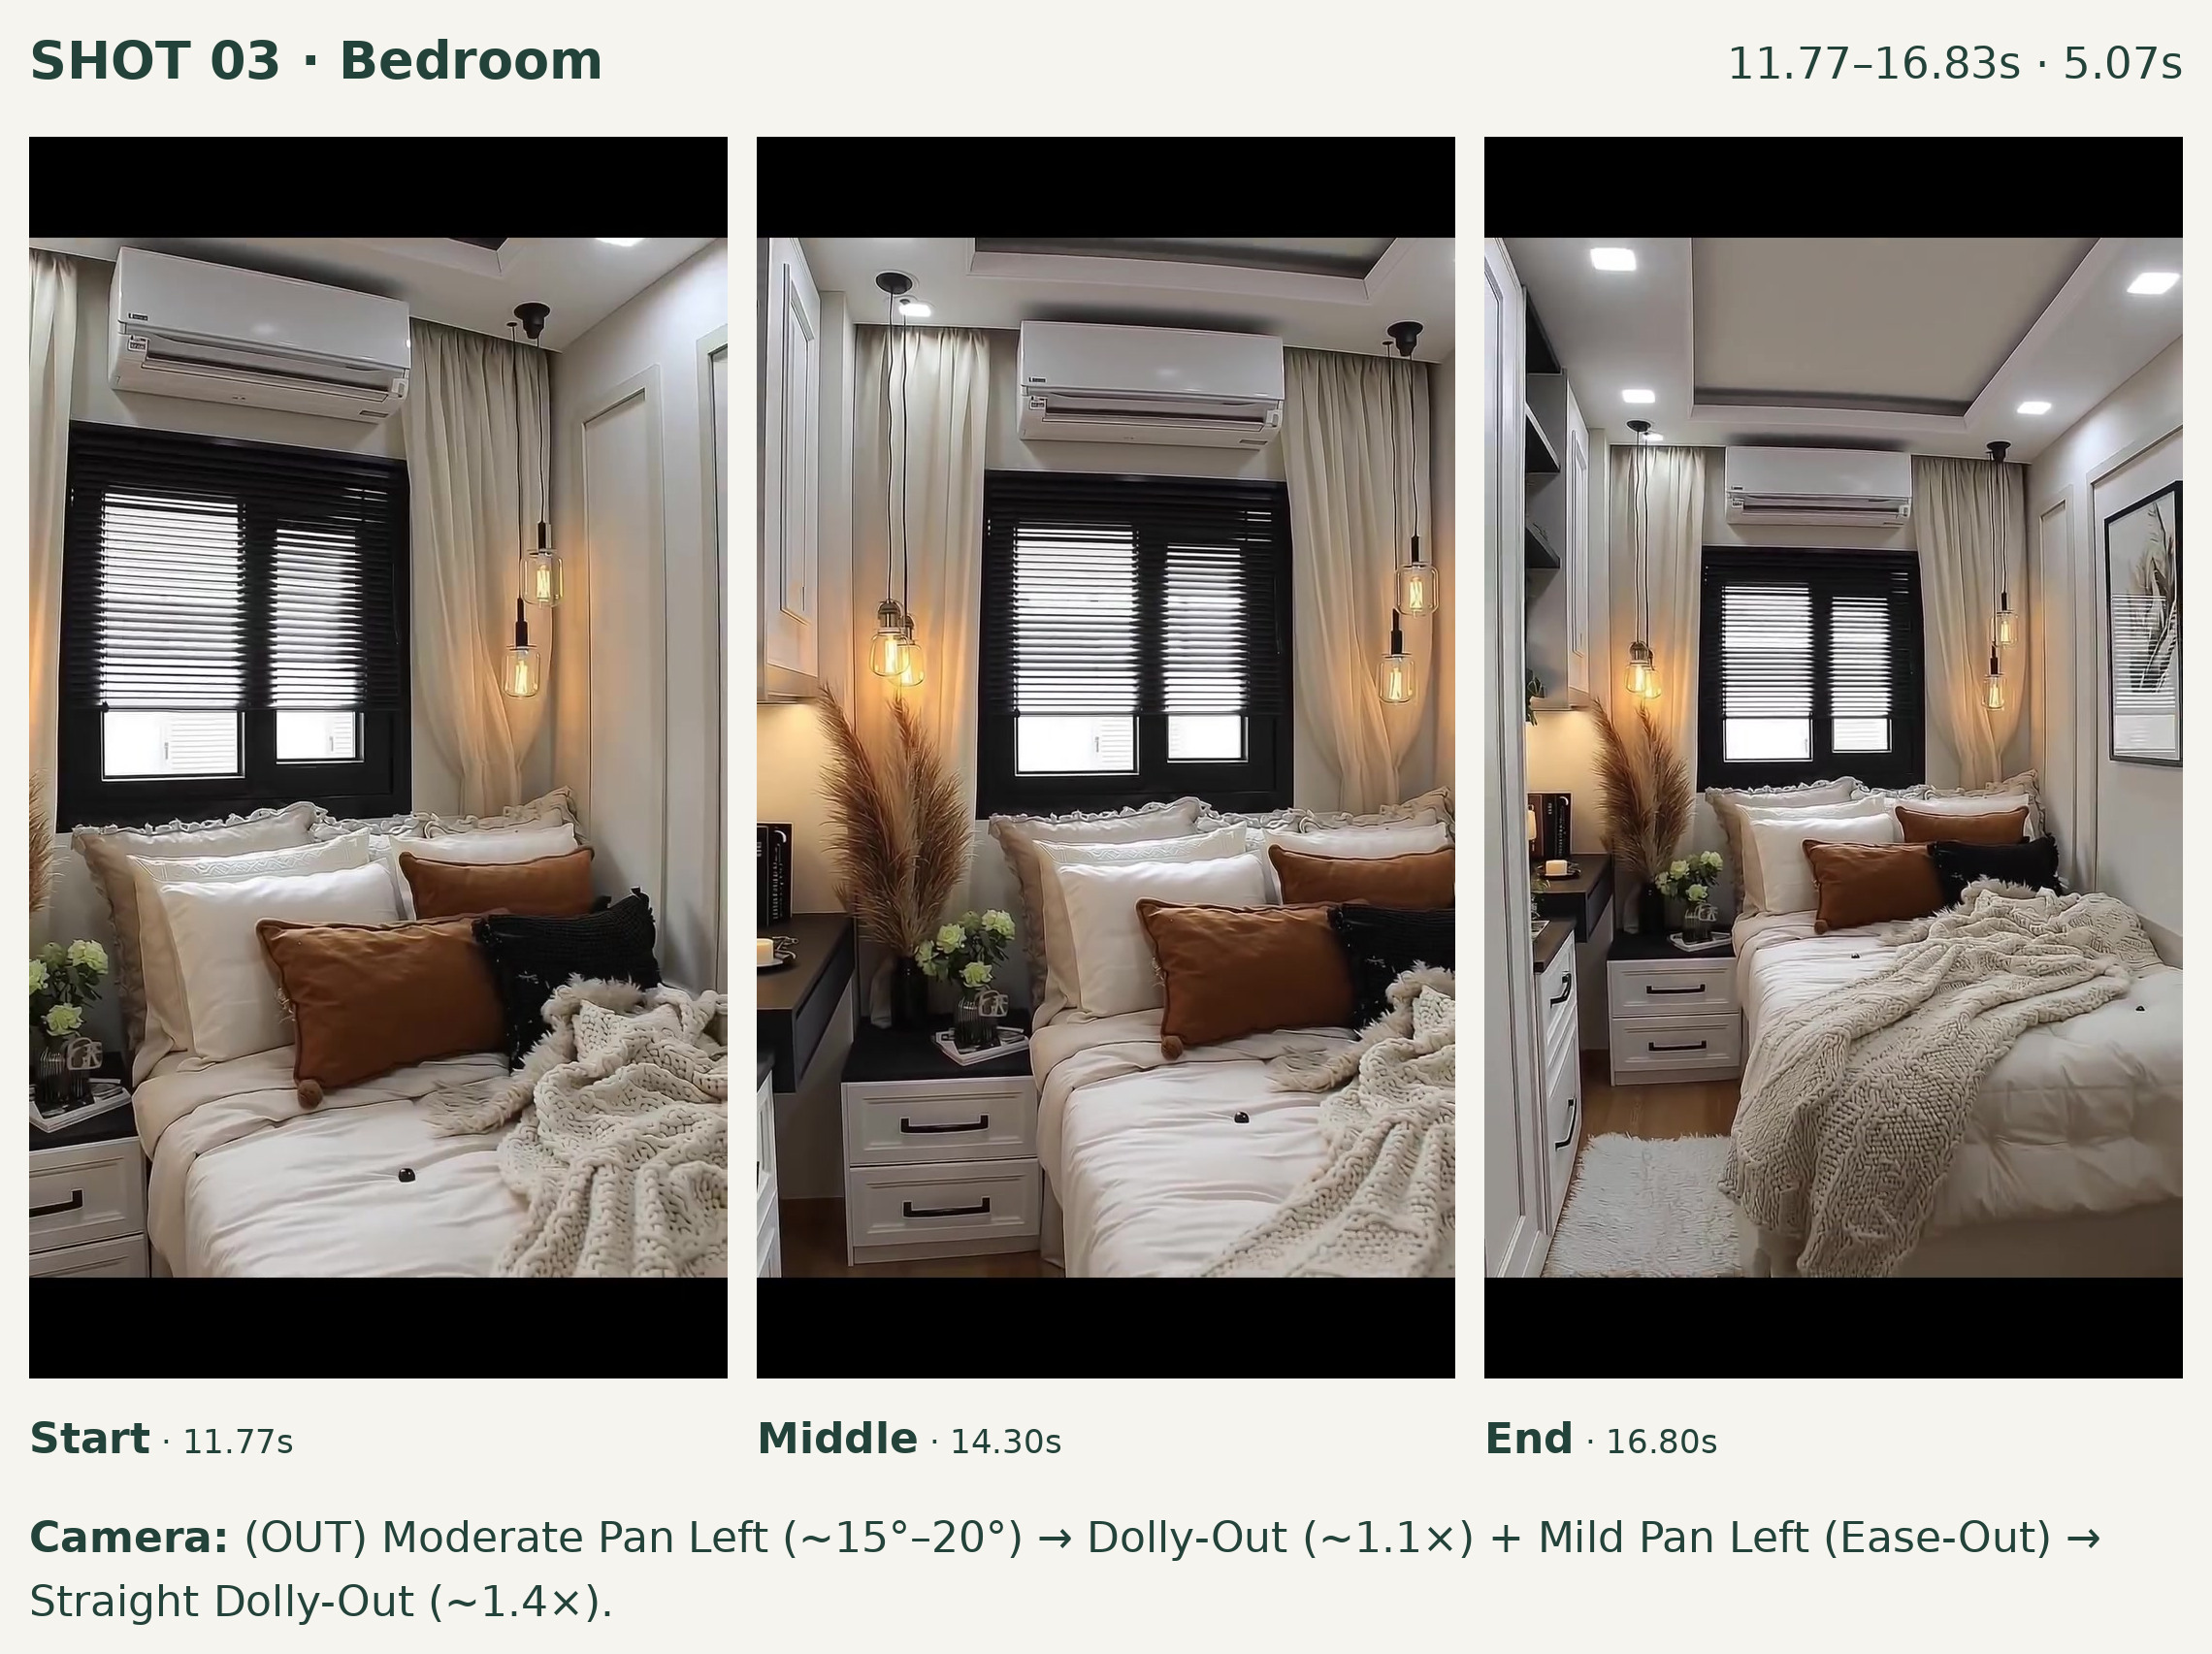 SHOT 03 · Bedroom
11.77–16.83s · 5.07s
Start · 11.77s
Middle · 14.30s
End · 16.80s
Camera: (OUT) Moderate Pan Left (~15°–20°) → Dolly-Out (~1.1×) + Mild Pan Left (Ease-Out) →
Straight Dolly-Out (~1.4×).